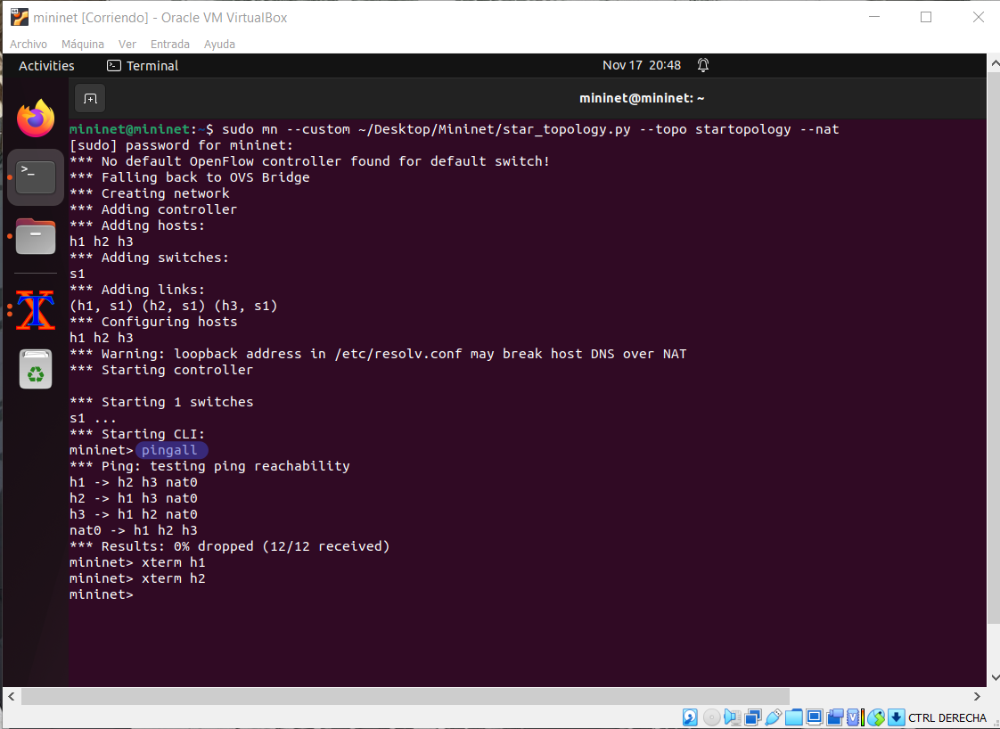 mininet [Corriendo] - Oracle VM VirtualBox
Archivo Máquina Ver Entrada Ayuda
Activities Terminal Nov 17 20:48
mininet@mininet: ~
mininet@mininet:~$ sudo mn --custom ~/Desktop/Mininet/star_topology.py --topo startopology --nat
[sudo] password for mininet:
*** No default OpenFlow controller found for default switch!
*** Falling back to OVS Bridge
*** Creating network
*** Adding controller
*** Adding hosts:
h1 h2 h3
*** Adding switches:
s1
*** Adding links:
(h1, s1) (h2, s1) (h3, s1)
*** Configuring hosts
h1 h2 h3
*** Warning: loopback address in /etc/resolv.conf may break host DNS over NAT
*** Starting controller
*** Starting 1 switches
s1 ...
*** Starting CLI:
mininet> pingall
*** Ping: testing ping reachability
h1 -> h2 h3 nat0
h2 -> h1 h3 nat0
h3 -> h1 h2 nat0
nat0 -> h1 h2 h3
*** Results: 0% dropped (12/12 received)
mininet> xterm h1
mininet> xterm h2
mininet>
CTRL DERECHA